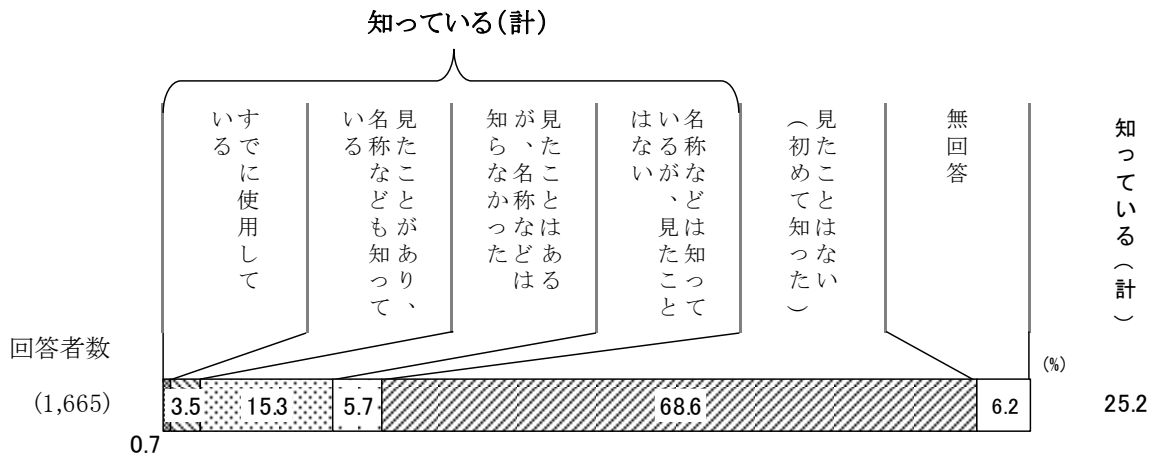 知っている(計)
すでに使用して
いる
見たことがあり、
名称なども知って
いる
見たことはある
が、名称などは
知らなかった
名称などは知って
いるが、見たこと
はない
見たことはない
(初めて知った)
無回答
知っている(計)
回答者数
(%)
(1,665)
0.7
3.5
15.3
5.7
68.6
6.2
25.2